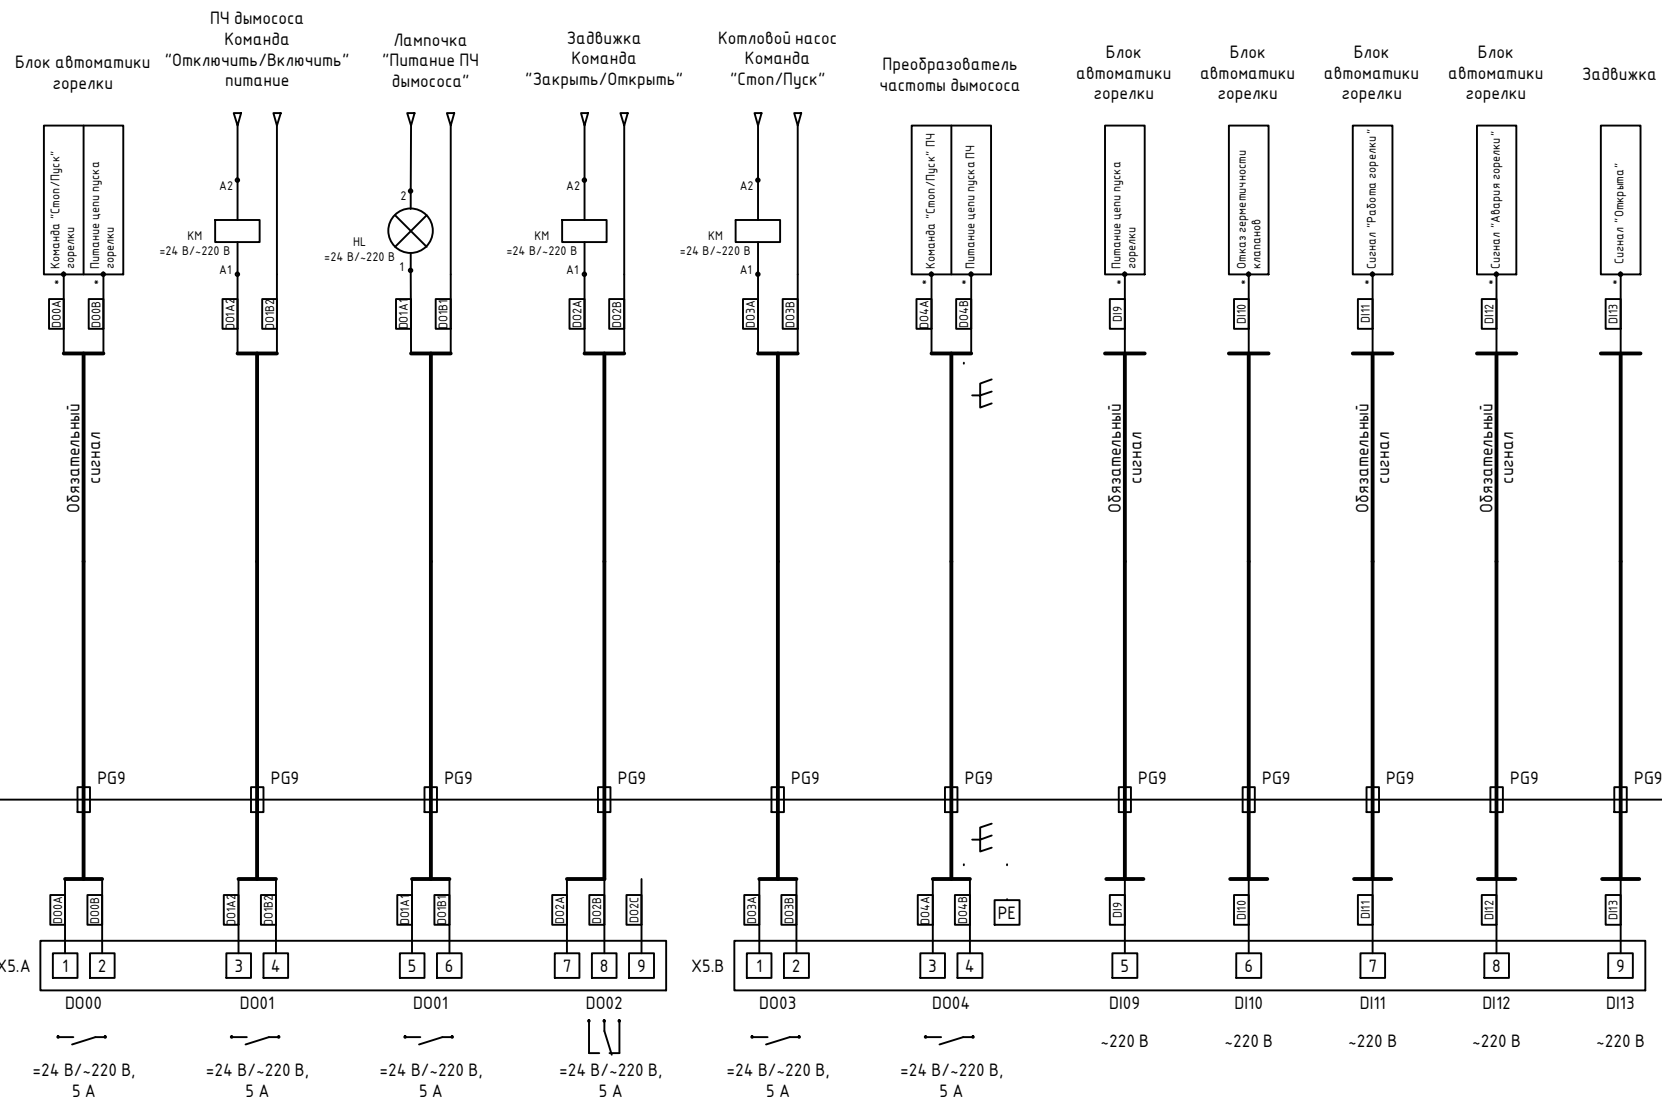 Блок автоматики
горелки
ПЧ дымососа
Команда
"Отключить/Включить"
питание
Лампочка
"Питание ПЧ
дымососа"
Задвижка
Команда
"Закрыть/Открыть"
Котловой насос
Команда
"Стоп/Пуск"
Преобразователь
частоты дымососа
Блок
автоматики
горелки
Блок
автоматики
горелки
Блок
автоматики
горелки
Блок
автоматики
горелки
Задвижка
Команда "Стоп/Пуск"
горелки
Питание цепи пуска
горелки
A2
KM
=24 В/~220 В
A1
2
HL
=24 В/~220 В
1
A2
KM
=24 В/~220 В
A1
A2
KM
=24 В/~220 В
A1
Команда "Стоп/Пуск" ПЧ
Питание цепи пуска ПЧ
Питание цепи пуска
горелки
Отказ герметичности
клапанов
Сигнал "Работа горелки"
Сигнал "Авария горелки"
Сигнал "Открыта"
* * * * * * * * *
DO0A
DO0B
DO1A2
DO1B2
DO1A1
DO1B1
DO2A
DO2B
DO3A
DO3B
DO4A
DO4B
DI9
DI10
DI11
DI12
DI13
Обязательный
сигнал
Обязательный
сигнал
Обязательный
сигнал
Обязательный
сигнал
PG9 PG9 PG9 PG9 PG9 PG9 PG9 PG9 PG9 PG9 PG9
DO0A
DO0B
DO1A2
DO1B2
DO1A1
DO1B1
DO2A
DO2B
DO2C
DO3A
DO3B
DO4A
DO4B
PE
DI9
DI10
DI11
DI12
DI13
X5.A 1 2 3 4 5 6 7 8 9
X5.B 1 2 3 4 5 6 7 8 9
DO00 DO01 DO01 DO02 DO03 DO04 DI09 DI10 DI11 DI12 DI13
~220 В ~220 В ~220 В ~220 В ~220 В
=24 В/~220 В,
5 А
=24 В/~220 В,
5 А
=24 В/~220 В,
5 А
=24 В/~220 В,
5 А
=24 В/~220 В,
5 А
=24 В/~220 В,
5 А